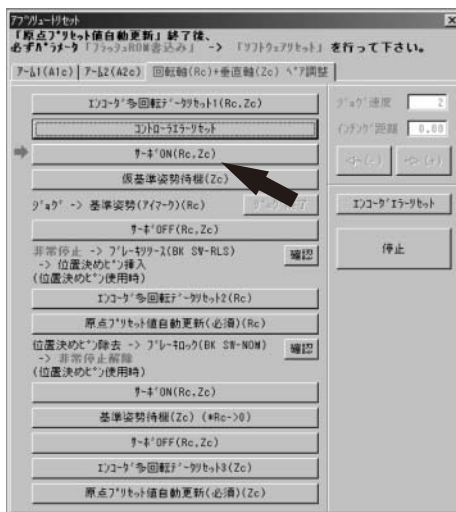 アブソリュートリセット
「原点プリセット値自動更新」終了後、
必ずパラメータ「フラッシュROM書込み」 -> 「ソフトウェアリセット」 を行って下さい。
アーム1(A1c) アーム2(A2c) 回転軸(Rc)+垂直軸(Zc) ペア調整
エンコーダ多回転データリセット1(Rc,Zc)
コントローラエラーリセット
サーボON(Rc,Zc)
仮基準姿勢待機(Zc)
ジョグ -> 基準姿勢(アイマーク)(Rc)
サーボOFF(Rc,Zc)
非常停止 -> ブレーキリリース(BK SW-RLS)
-> 位置決めピン挿入
(位置決めピン使用時)
確認
エンコーダ多回転データリセット2(Rc)
原点プリセット値自動更新(必須)(Rc)
位置決めピン除去 -> ブレーキロック(BK SW-NOM)
-> 非常停止解除
(位置決めピン使用時)
確認
サーボON(Rc,Zc)
基準姿勢待機(Zc) (*Rc->0)
サーボOFF(Rc,Zc)
エンコーダ多回転データリセット3(Zc)
原点プリセット値自動更新(必須)(Zc)
ジョグ速度 2
インチング距離 0.00
<-(-) ->(+)
エンコーダエラーリセット
停止